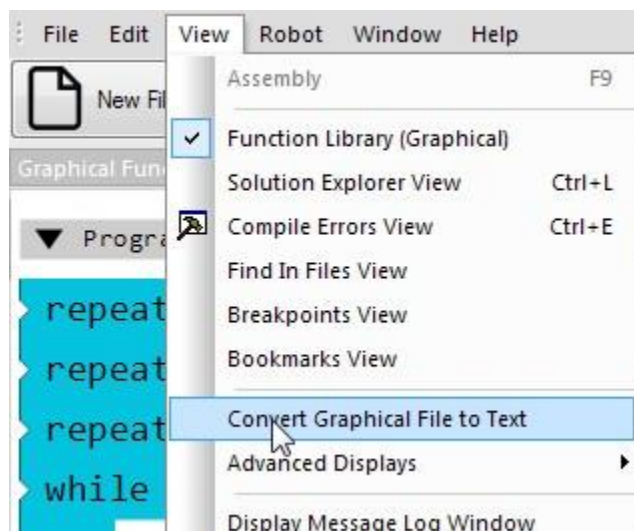 File Edit View Robot Window Help
New Fil
Assembly F9
Function Library (Graphical)
Graphical Fun
Solution Explorer View Ctrl+L
Compile Errors View Ctrl+E
Progra
Find In Files View
repeat
Breakpoints View
repeat
Bookmarks View
repeat
Convert Graphical File to Text
Advanced Displays
while
Display Message Log Window